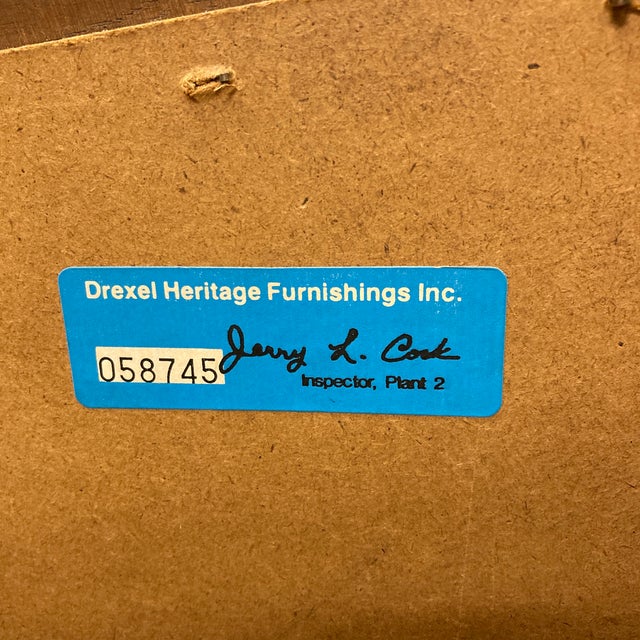 Drexel Heritage Furnishings Inc.
058745 Jerry L. Cook
Inspector, Plant 2